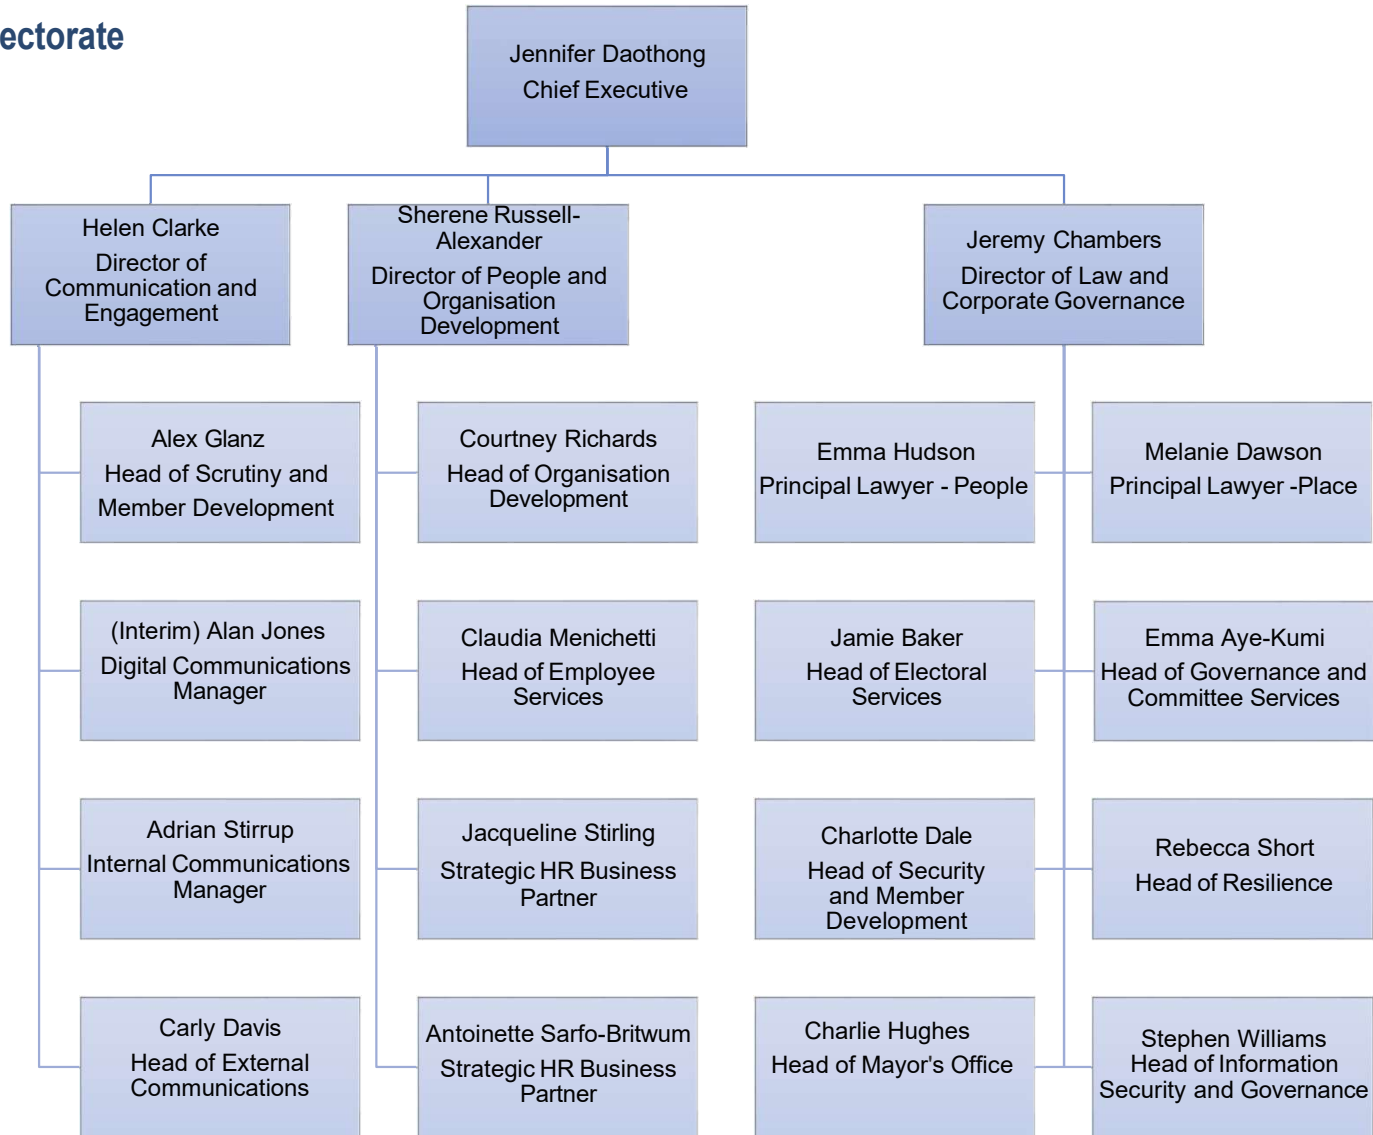 ectorate
Jennifer Daothong
Chief Executive
Helen Clarke
Director of
Communication and
Engagement
Sherene Russell-
Alexander
Director of People and
Organisation
Development
Jeremy Chambers
Director of Law and
Corporate Governance
Alex Glanz
Head of Scrutiny and
Member Development
Courtney Richards
Head of Organisation
Development
Emma Hudson
Principal Lawyer - People
Melanie Dawson
Principal Lawyer -Place
(Interim) Alan Jones
Digital Communications
Manager
Claudia Menichetti
Head of Employee
Services
Jamie Baker
Head of Electoral
Services
Emma Aye-Kumi
Head of Governance and
Committee Services
Adrian Stirrup
Internal Communications
Manager
Jacqueline Stirling
Strategic HR Business
Partner
Charlotte Dale
Head of Security
and Member
Development
Rebecca Short
Head of Resilience
Carly Davis
Head of External
Communications
Antoinette Sarfo-Britwum
Strategic HR Business
Partner
Charlie Hughes
Head of Mayor's Office
Stephen Williams
Head of Information
Security and Governance